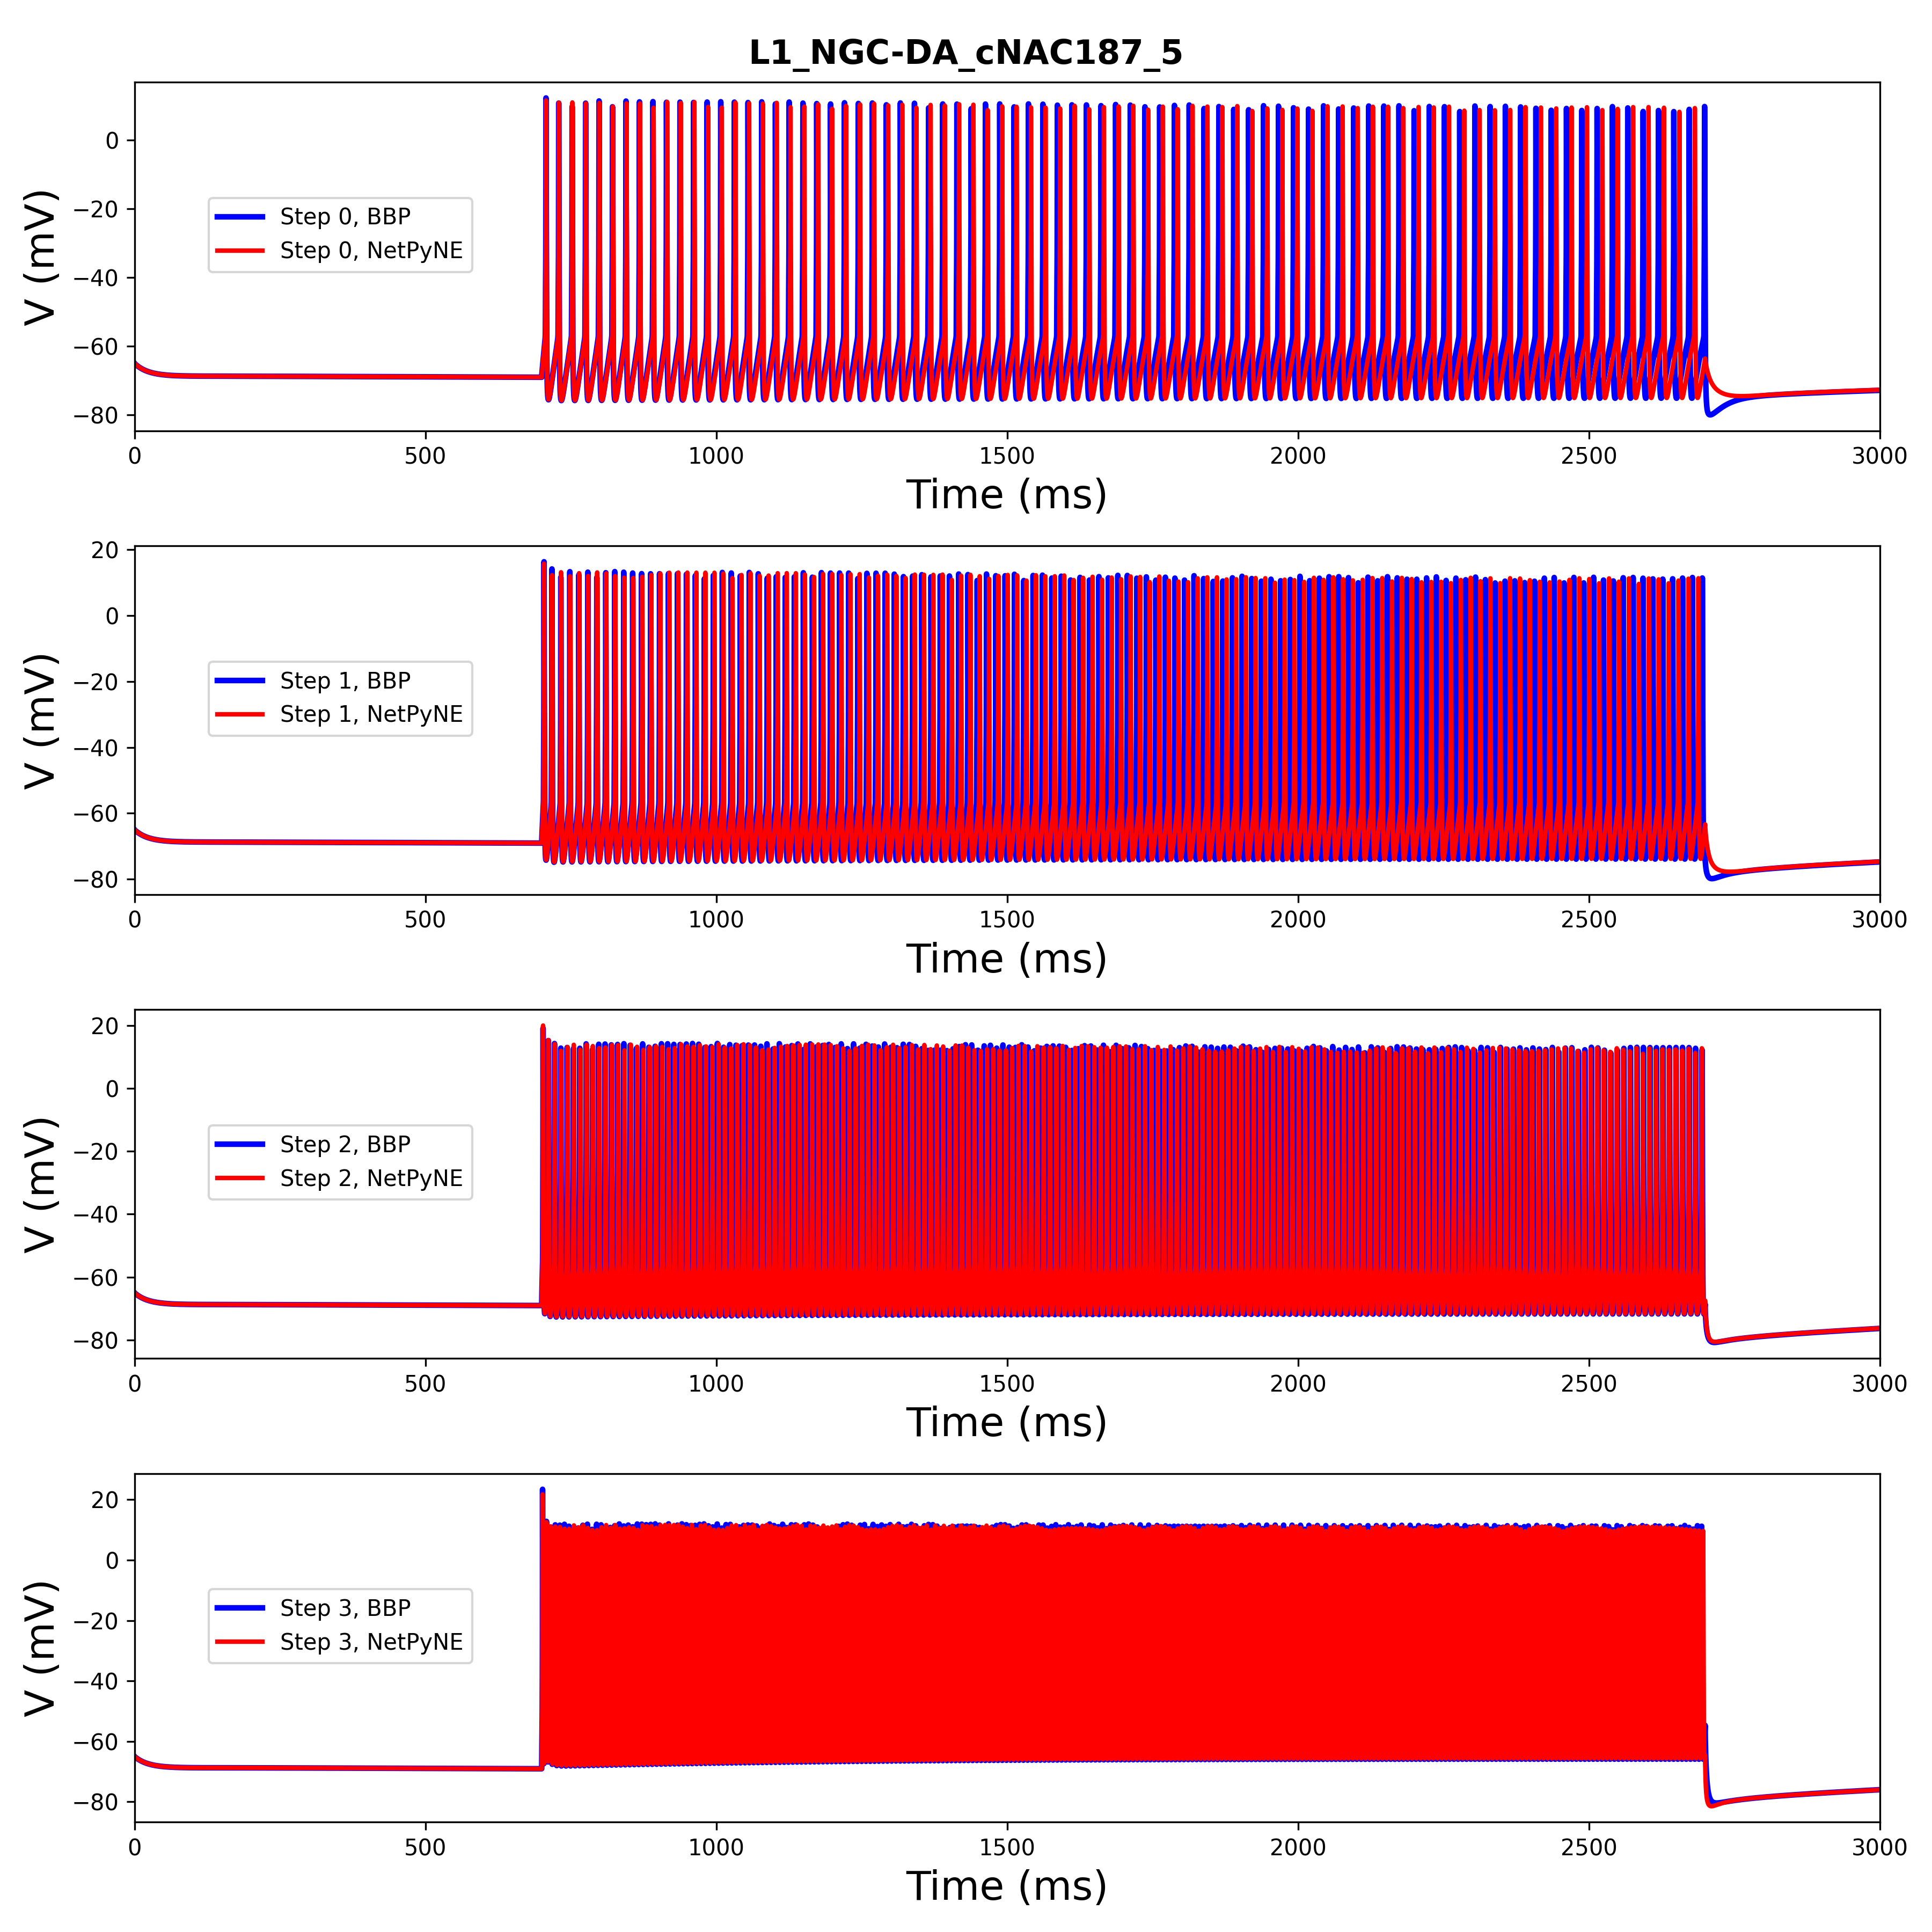 L1_NGC-DA_cNAC187_5
V (mV)
0
−20
−40
−60
−80
Step 0, BBP
Step 0, NetPyNE
0 500 1000 1500 2000 2500 3000
Time (ms)
V (mV)
20
0
−20
−40
−60
−80
Step 1, BBP
Step 1, NetPyNE
0 500 1000 1500 2000 2500 3000
Time (ms)
V (mV)
20
0
−20
−40
−60
−80
Step 2, BBP
Step 2, NetPyNE
0 500 1000 1500 2000 2500 3000
Time (ms)
V (mV)
20
0
−20
−40
−60
−80
Step 3, BBP
Step 3, NetPyNE
0 500 1000 1500 2000 2500 3000
Time (ms)